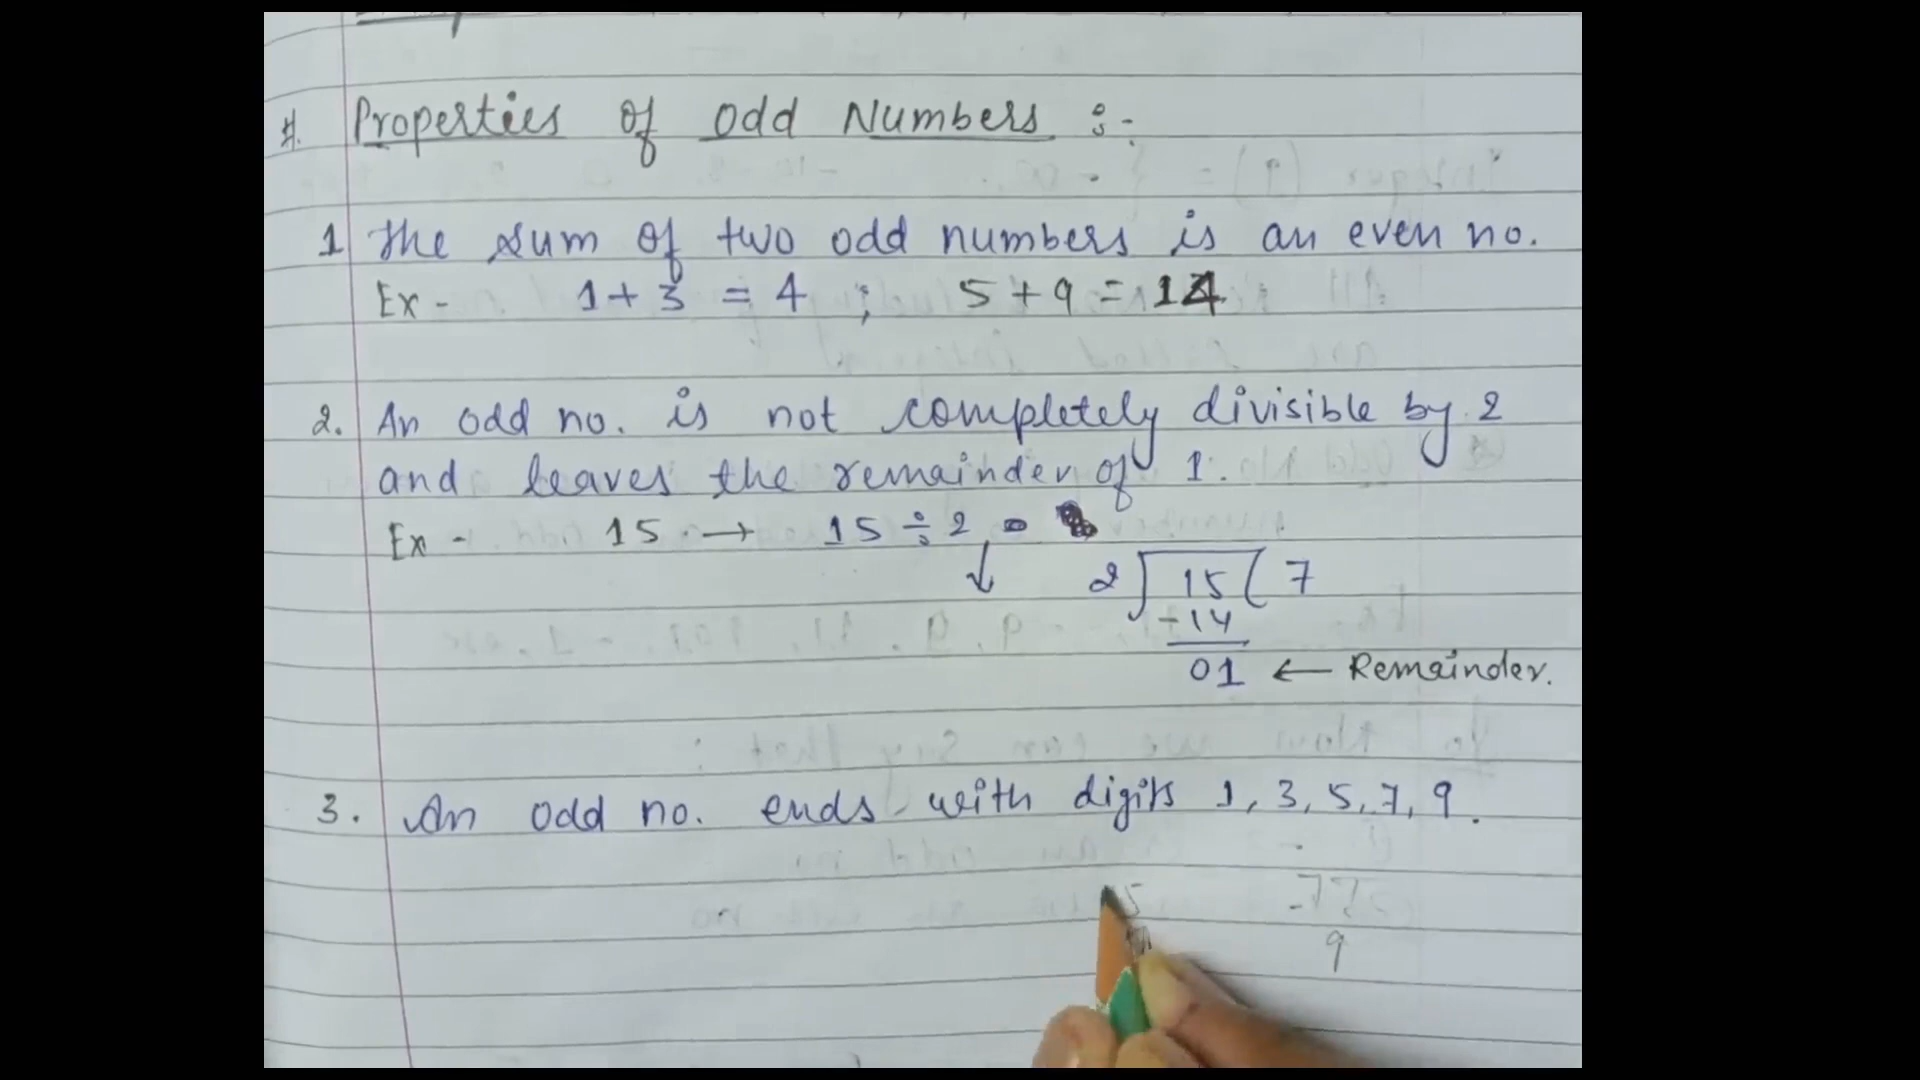 #. Properties of Odd Numbers :-
1 The sum of two odd numbers is an even no.
Ex - 1+3 = 4 ; 5+9 = 14
2. An odd no. is not completely divisible by 2
and leaves the remainder of 1.
Ex - 15 → 15 ÷ 2 =
↓ 2 ) 15 ( 7
-14
01 ← Remainder.
3. An odd no. ends with digits 1, 3, 5, 7, 9.
5
9